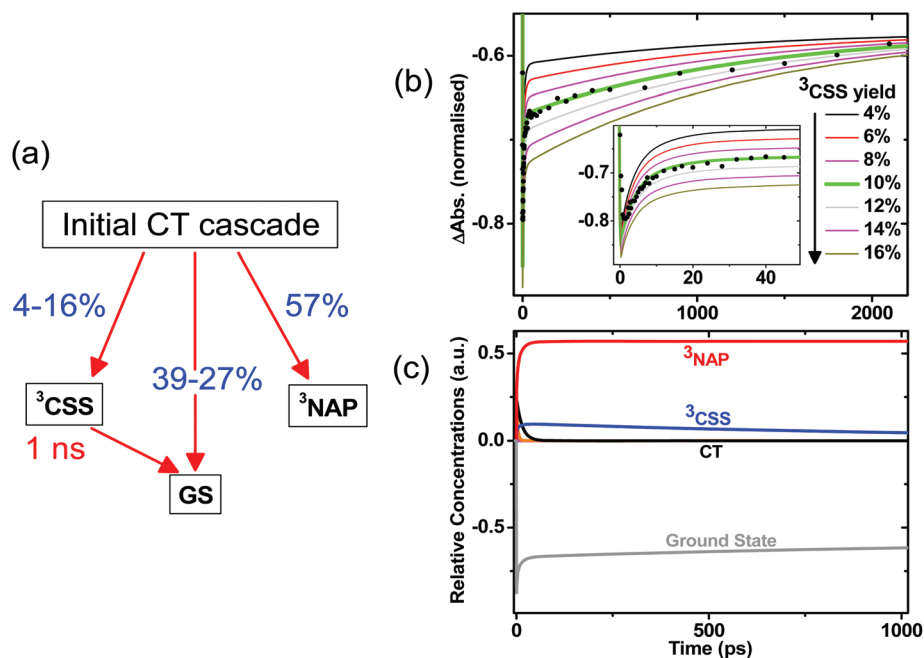 (a)
Initial CT cascade
4-16%
57%
39-27%
³CSS
³NAP
1 ns
GS
(b)
ΔAbs. (normalised]
-0.6
-0.8
-0.7
-0.8
0
20
40
³CSS yield
4%
6%
8%
10%
12%
14%
16%
0
1000
2000
(c)
Relative Concentrations (a.u.)
0.5
0.0
-0.5
³NAP
³CSS
CT
Ground State
0
500
1000
Time (ps)